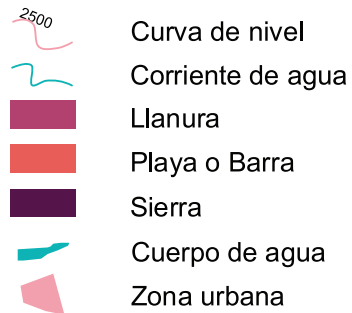 2500
Curva de nivel
Corriente de agua
Llanura
Playa o Barra
Sierra
Cuerpo de agua
Zona urbana